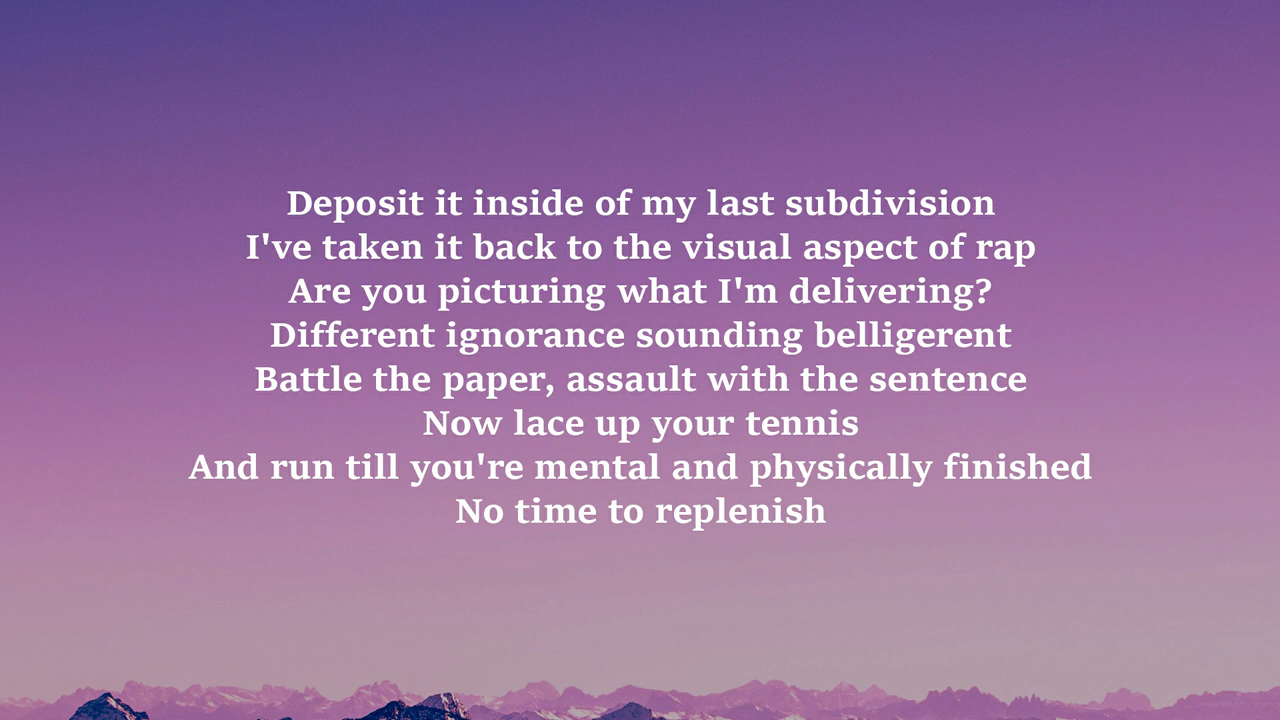 Deposit it inside of my last subdivision
I've taken it back to the visual aspect of rap
Are you picturing what I'm delivering?
Different ignorance sounding belligerent
Battle the paper, assault with the sentence
Now lace up your tennis
And run till you're mental and physically finished
No time to replenish